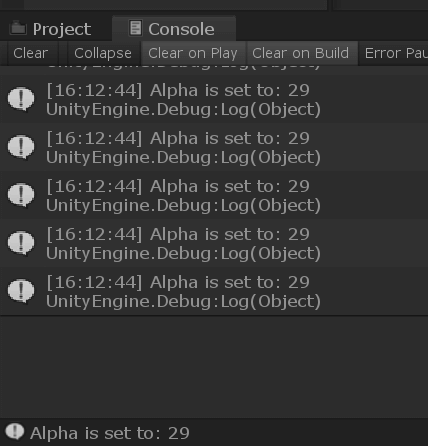 Project Console
Clear Collapse Clear on Play Clear on Build Error Pau
UnityEngine.Debug:Log(Object)
[16:12:44] Alpha is set to: 29
UnityEngine.Debug:Log(Object)
[16:12:44] Alpha is set to: 29
UnityEngine.Debug:Log(Object)
[16:12:44] Alpha is set to: 29
UnityEngine.Debug:Log(Object)
[16:12:44] Alpha is set to: 29
UnityEngine.Debug:Log(Object)
[16:12:44] Alpha is set to: 29
UnityEngine.Debug:Log(Object)
Alpha is set to: 29